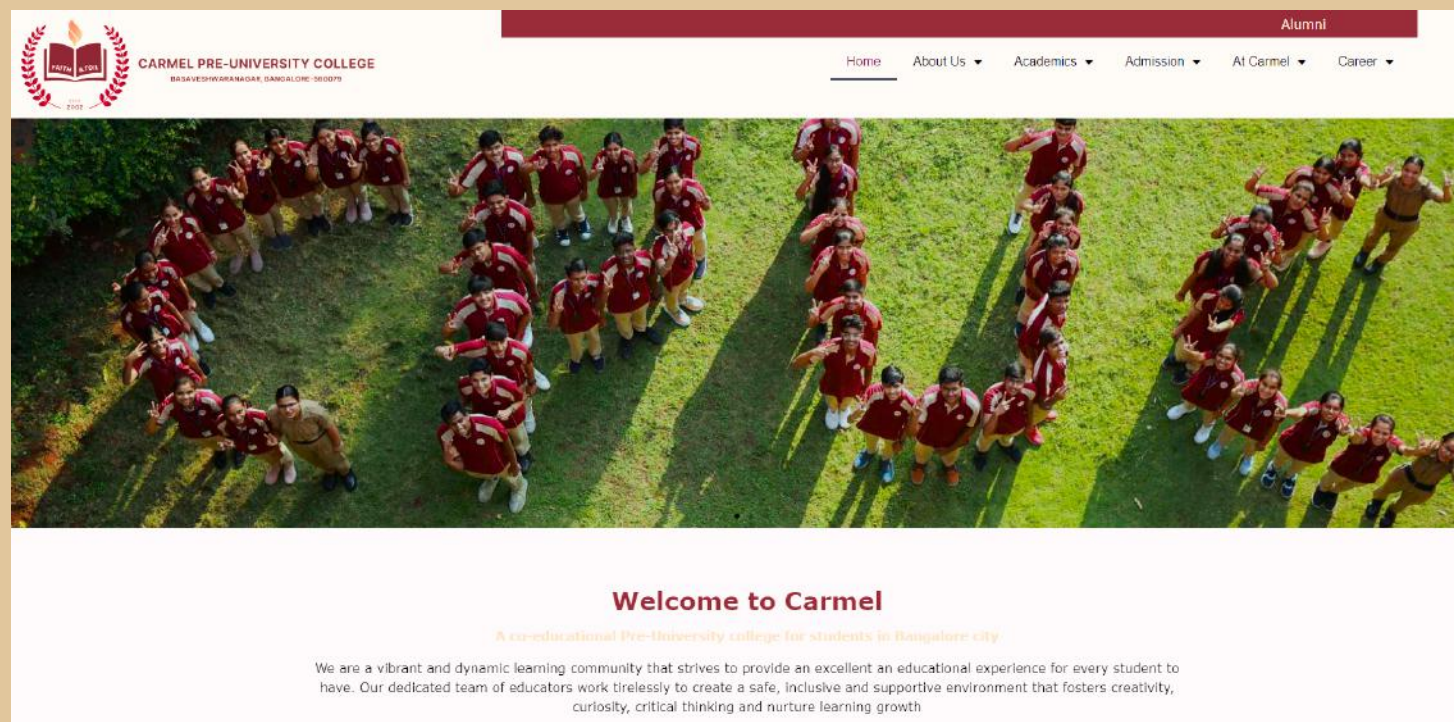 Alumni
FAITH & TOIL
2002
CARMEL PRE-UNIVERSITY COLLEGE
BASAVESHWARANAGAR, BANGALORE-560079
Home About Us Academics Admission At Carmel Career
Welcome to Carmel
A co-educational Pre-University college for students in Bangalore city
We are a vibrant and dynamic learning community that strives to provide an excellent an educational experience for every student to
have. Our dedicated team of educators work tirelessly to create a safe, inclusive and supportive environment that fosters creativity,
curiosity, critical thinking and nurture learning growth